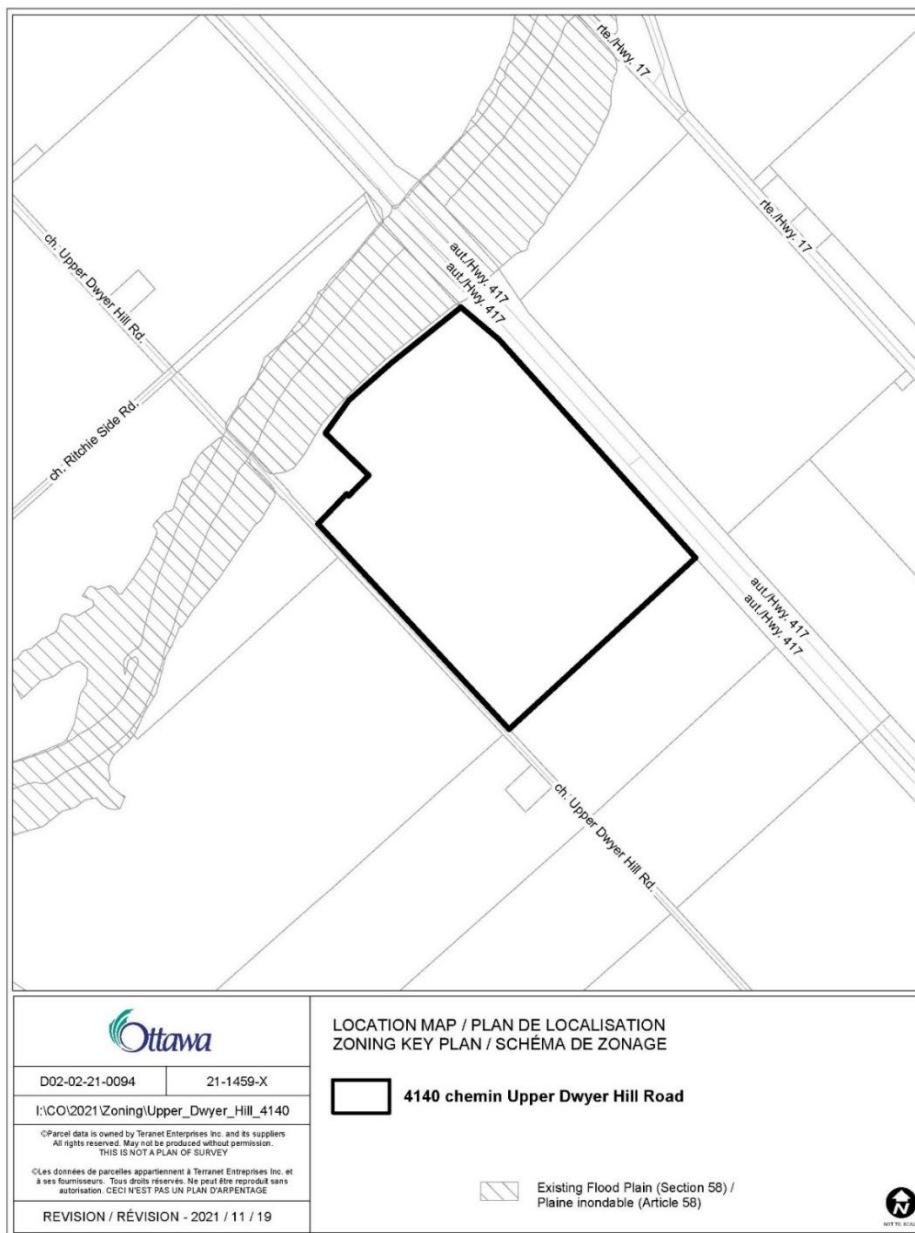 rte./Hwy. 17
rte./Hwy. 17
ch. Upper Dwyer Hill Rd.
aut./Hwy. 417
aut./Hwy. 417
ch. Ritchie Side Rd.
aut./Hwy. 417
aut./Hwy. 417
ch. Upper Dwyer Hill Rd.
Ottawa
D02-02-21-0094
21-1459-X
I:\CO\2021\Zoning\Upper_Dwyer_Hill_4140
©Parcel data is owned by Teranet Enterprises Inc. and its suppliers
All rights reserved. May not be produced without permission.
THIS IS NOT A PLAN OF SURVEY
©Les données de parcelles appartiennent à Terranet Entreprises Inc. et
à ses fournisseurs. Tous droits réservés. Ne peut être reproduit sans
autorisation. CECI N'EST PAS UN PLAN D'ARPENTAGE
REVISION / RÉVISION - 2021 / 11 / 19
LOCATION MAP / PLAN DE LOCALISATION
ZONING KEY PLAN / SCHÉMA DE ZONAGE
4140 chemin Upper Dwyer Hill Road
Existing Flood Plain (Section 58) /
Plaine inondable (Article 58)
N
NOT TO SCALE